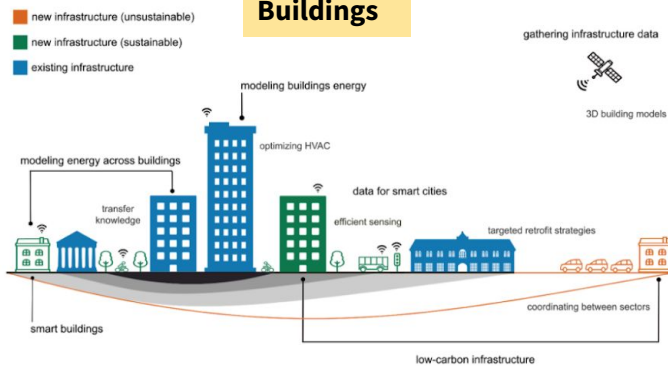 Buildings
new infrastructure (unsustainable)
new infrastructure (sustainable)
existing infrastructure
gathering infrastructure data
3D building models
modeling buildings energy
optimizing HVAC
modeling energy across buildings
transfer
knowledge
data for smart cities
efficient sensing
targeted retrofit strategies
coordinating between sectors
smart buildings
low-carbon infrastructure